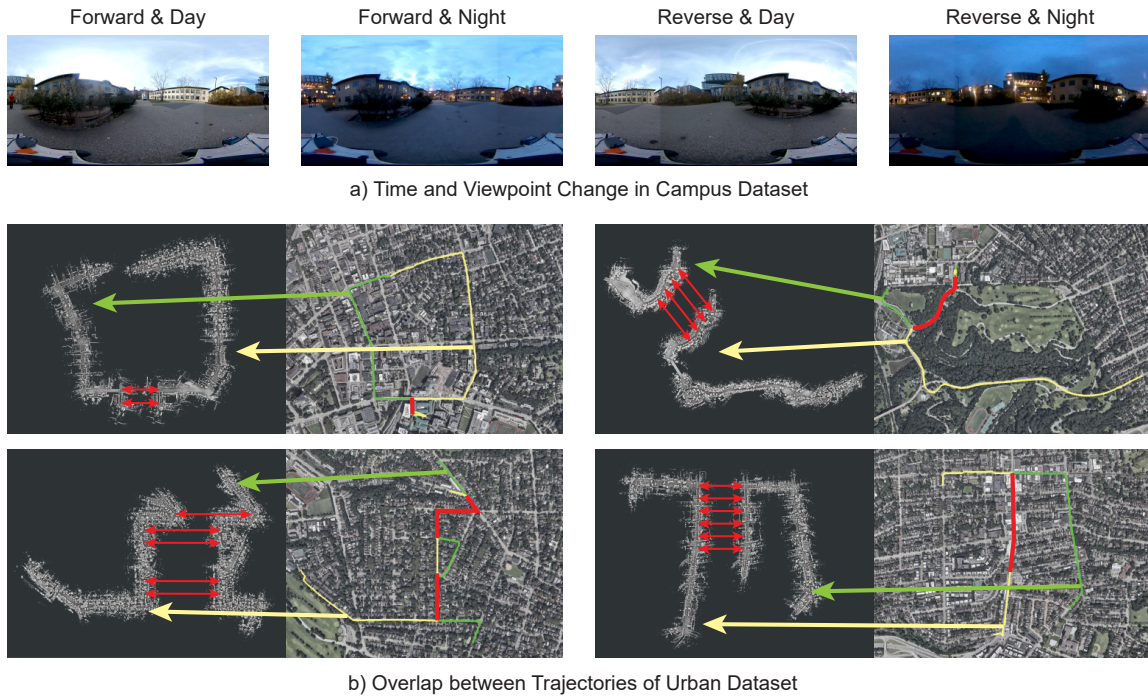 Forward & Day
Forward & Night
Reverse & Day
Reverse & Night
a) Time and Viewpoint Change in Campus Dataset
b) Overlap between Trajectories of Urban Dataset